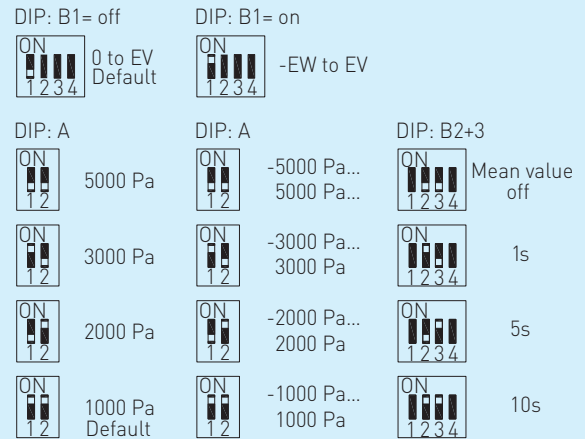 DIP: B1= off
ON
1234
0 to EV
Default
DIP: B1= on
ON
1234
-EW to EV
DIP: A
ON
12
5000 Pa
ON
12
3000 Pa
ON
12
2000 Pa
ON
12
1000 Pa
Default
DIP: A
ON
12
-5000 Pa...
5000 Pa...
ON
12
-3000 Pa...
3000 Pa
ON
12
-2000 Pa...
2000 Pa
ON
12
-1000 Pa...
1000 Pa
DIP: B2+3
ON
1234
Mean value
off
ON
1234
1s
ON
1234
5s
ON
1234
10s